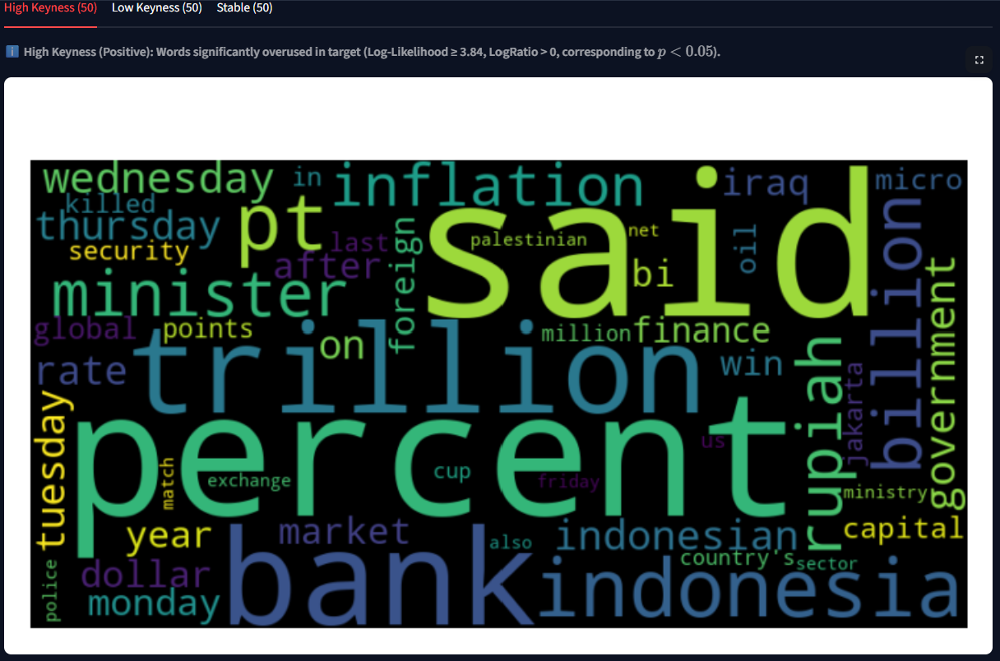 High Keyness (50) Low Keyness (50) Stable (50)
ℹ High Keyness (Positive): Words significantly overused in target (Log-Likelihood ≥ 3.84, LogRatio > 0, corresponding to p < 0.05).
wednesday
in
inflation
said
iraq
micro
killed
thursday
pt
security
last
after
foreign
palestinian
net
bi
oil
billion
minister
global
points
on
million
finance
government
rate
trillion
win
rupiah
jakarta
tuesday
percent
us
match
exchange
cup
friday
ministry
year
market
also
indonesian
capital
country's
sector
police
dollar
monday
bank
indonesia